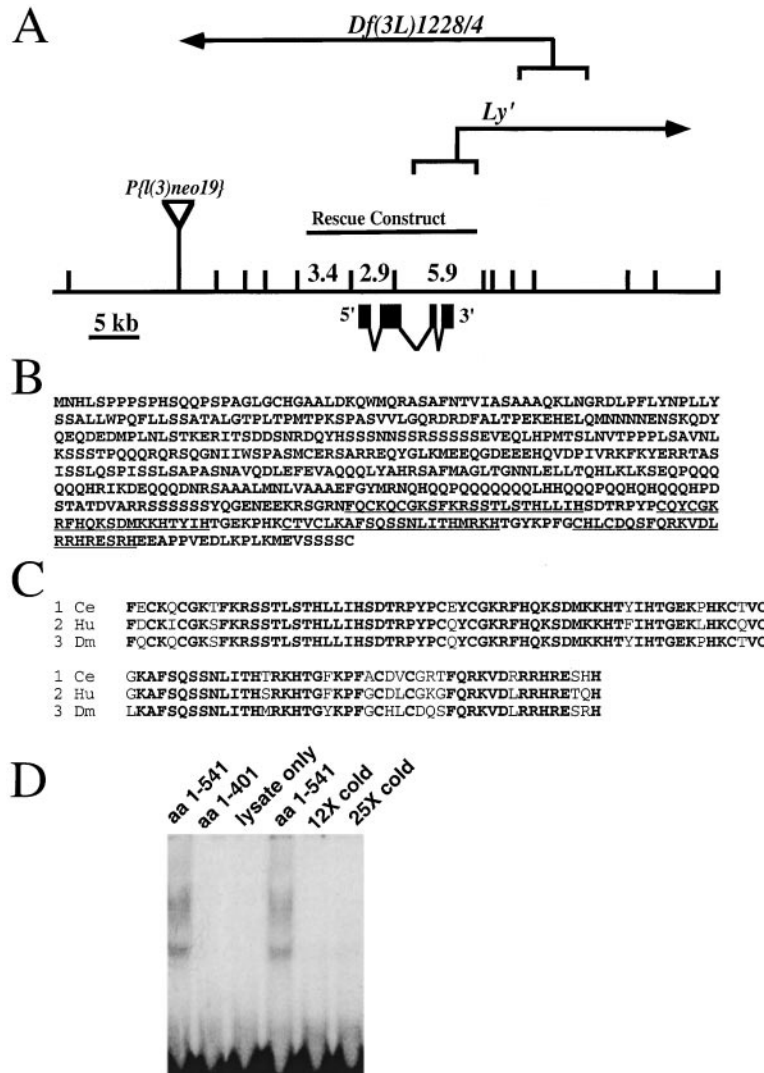 A
Df(3L)1228/4
Ly'
P{l(3)neo19}
Rescue Construct
3.4 2.9 5.9
5 kb
5' 3'
B
MNHLSPPPSPHSQQPSPAGLGCHGAALDKQWMQRASAFNTVIASAAAQKLNGRDLPFLYNPLLY
SSALLWPQFLLSSATALGTPLTPMTPKSPASVVLGQRDRDFALTPEKEHELQMNNNNENSKQDY
QEQDEDMPLNLSTKERITSDDSNRDQYHSSSNNSSRSSSSSEVEQLHPMTSLNVTPPPLSAVNL
KSSSTPQQQRQRSQGNIIWSPASMCERSARREQYGLKMEEQGDEEEHQVDPIVRKFKYERRTAS
ISSLQSPISSLSAPASNAVQDLEFEVAQQQLYAHRSAFMAGLTGNNLELLTQHLKLKSEQPQQQ
QQQHRIKDEQQQDNRSAAALMNLVAAAEFGYMRNQHQQPQQQQQQLHHQQQPQQHQHQQQHPD
STATDVARRSSSSSSYQGENEEKRSGRNFQCKQCGKSFKRSSTLSTHLLIHSDTRPYPCQYCGK
RFHQKSDMKKHTYIHTGEKPHKCTVCLKAFSQSSNLITHMRKHTGYKPFGCHLCDQSFQRKVDL
RRHRESRHEEAPPVEDLKPLKMEVSSSSC
C
1 Ce FECKQCGKTFKRSSTLSTHLLIHSDTRPYPCEYCGKRFHQKSDMKKHTYIHTGEKPHKCTVC
2 Hu FDCKICGKSFKRSSTLSTHLLIHSDTRPYPCQYCGKRFHQKSDMKKHTFIHTGEKLHKCQVC
3 Dm FQCKQCGKSFKRSSTLSTHLLIHSDTRPYPCQYCGKRFHQKSDMKKHTYIHTGEKPHKCTVC
1 Ce GKAFSQSSNLITHTRKHTGFKPFACDVCGRTFQRKVDRRRHRESHH
2 Hu GKAFSQSSNLITHSRKHTGFKPFGCDLCGKGFQRKVDLRRHRETQH
3 Dm LKAFSQSSNLITHMRKHTGYKPFGCHLCDQSFQRKVDLRRHRESRH
D
aa 1-541 aa 1-401 lysate only aa 1-541 12X cold 25X cold